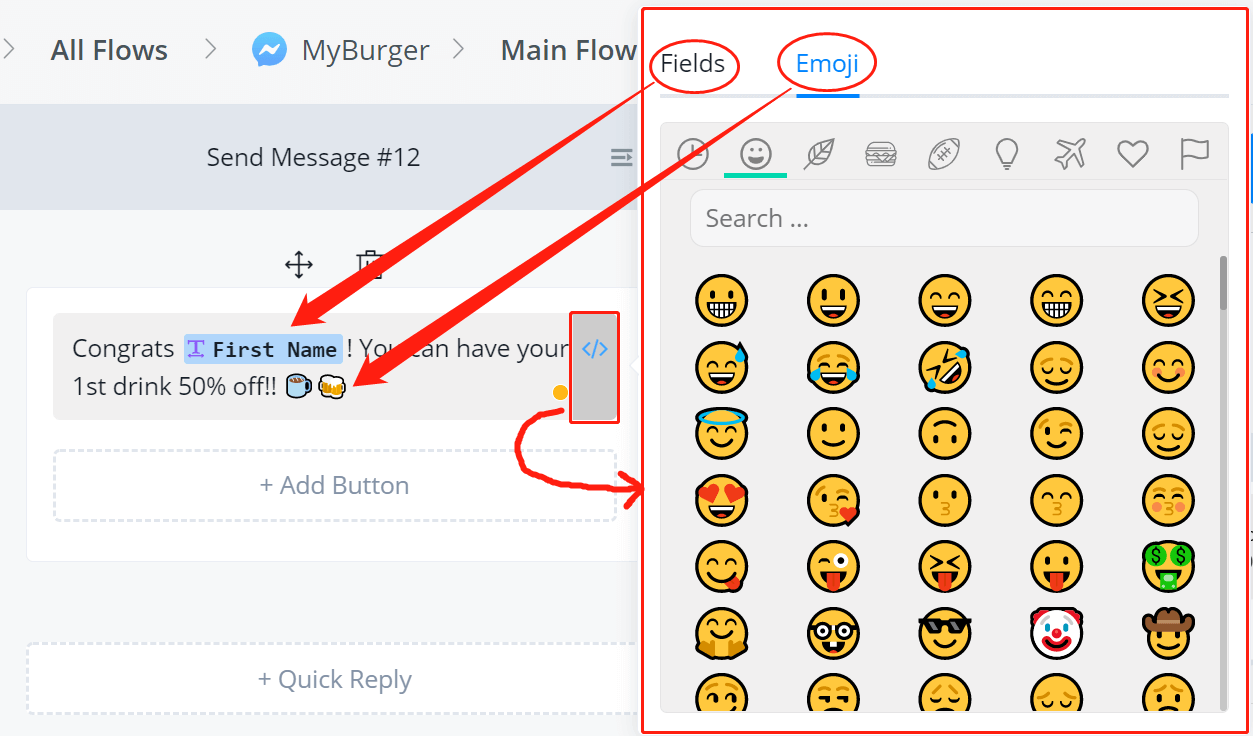 All Flows > MyBurger > Main Flow
Send Message #12
Congrats First Name ! You can have your
1st drink 50% off!!
+ Add Button
+ Quick Reply
Fields Emoji
Search ...